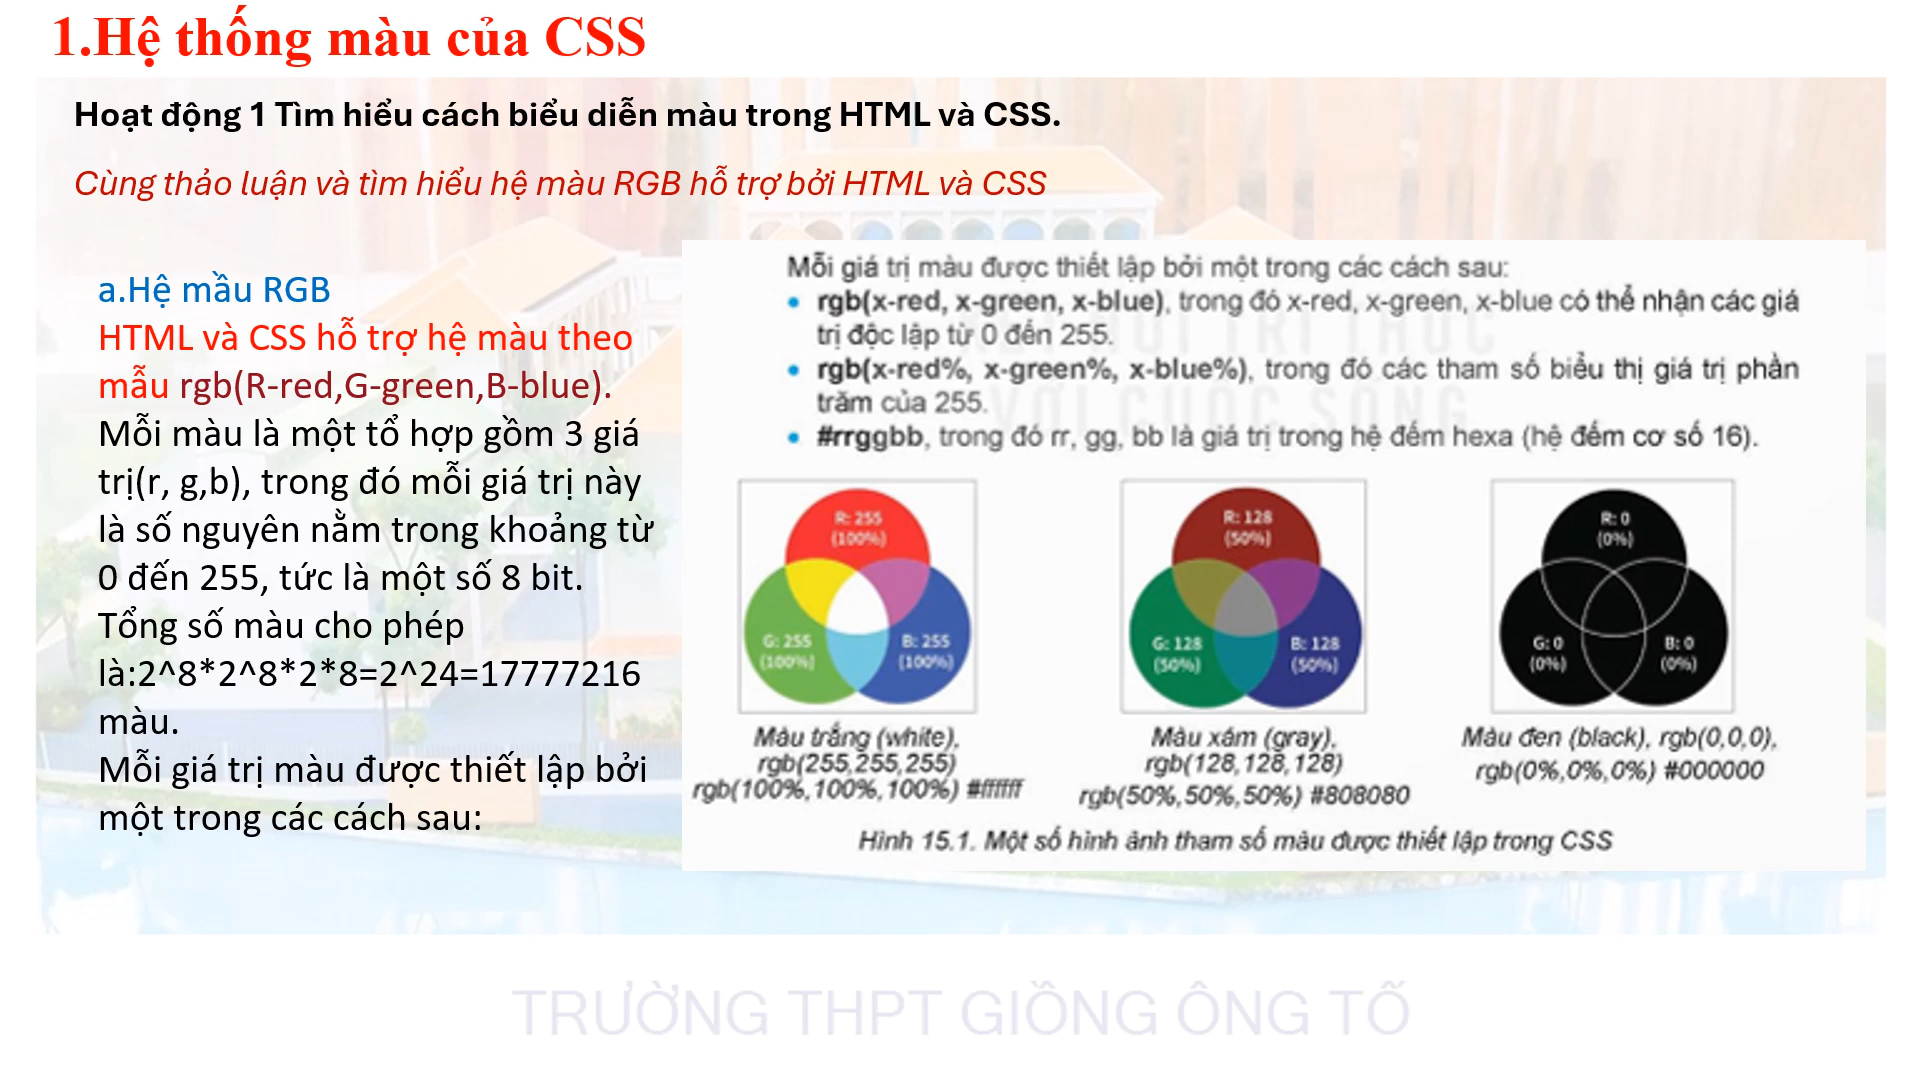 1.Hệ thống màu của CSS
Hoạt động 1 Tìm hiểu cách biểu diễn màu trong HTML và CSS.
Cùng thảo luận và tìm hiểu hệ màu RGB hỗ trợ bởi HTML và CSS
a.Hệ mầu RGB
HTML và CSS hỗ trợ hệ màu theo
mẫu rgb(R-red,G-green,B-blue).
Mỗi màu là một tổ hợp gồm 3 giá
trị(r, g,b), trong đó mỗi giá trị này
là số nguyên nằm trong khoảng từ
0 đến 255, tức là một số 8 bit.
Tổng số màu cho phép
là:2^8*2^8*2*8=2^24=17777216
màu.
Mỗi giá trị màu được thiết lập bởi
một trong các cách sau:
Mỗi giá trị màu được thiết lập bởi một trong các cách sau:
• rgb(x-red, x-green, x-blue), trong đó x-red, x-green, x-blue có thể nhận các giá
trị độc lập từ 0 đến 255.
• rgb(x-red%, x-green%, x-blue%), trong đó các tham số biểu thị giá trị phần
trăm của 255.
• #rrggbb, trong đó rr, gg, bb là giá trị trong hệ đếm hexa (hệ đếm cơ số 16).
KẾT NỐI TRI THỨC
VỚI CUỘC SỐNG
R: 255
(100%)
G: 255
(100%)
B: 255
(100%)
Màu trắng (white),
rgb(255,255,255)
rgb(100%,100%,100%) #ffffff
R: 128
(50%)
G: 128
(50%)
B: 128
(50%)
Màu xám (gray),
rgb(128,128,128)
rgb(50%,50%,50%) #808080
R: 0
(0%)
G: 0
(0%)
B: 0
(0%)
Màu đen (black), rgb(0,0,0),
rgb(0%,0%,0%) #000000
Hình 15.1. Một số hình ảnh tham số màu được thiết lập trong CSS
TRƯỜNG THPT GIỒNG ÔNG TỐ